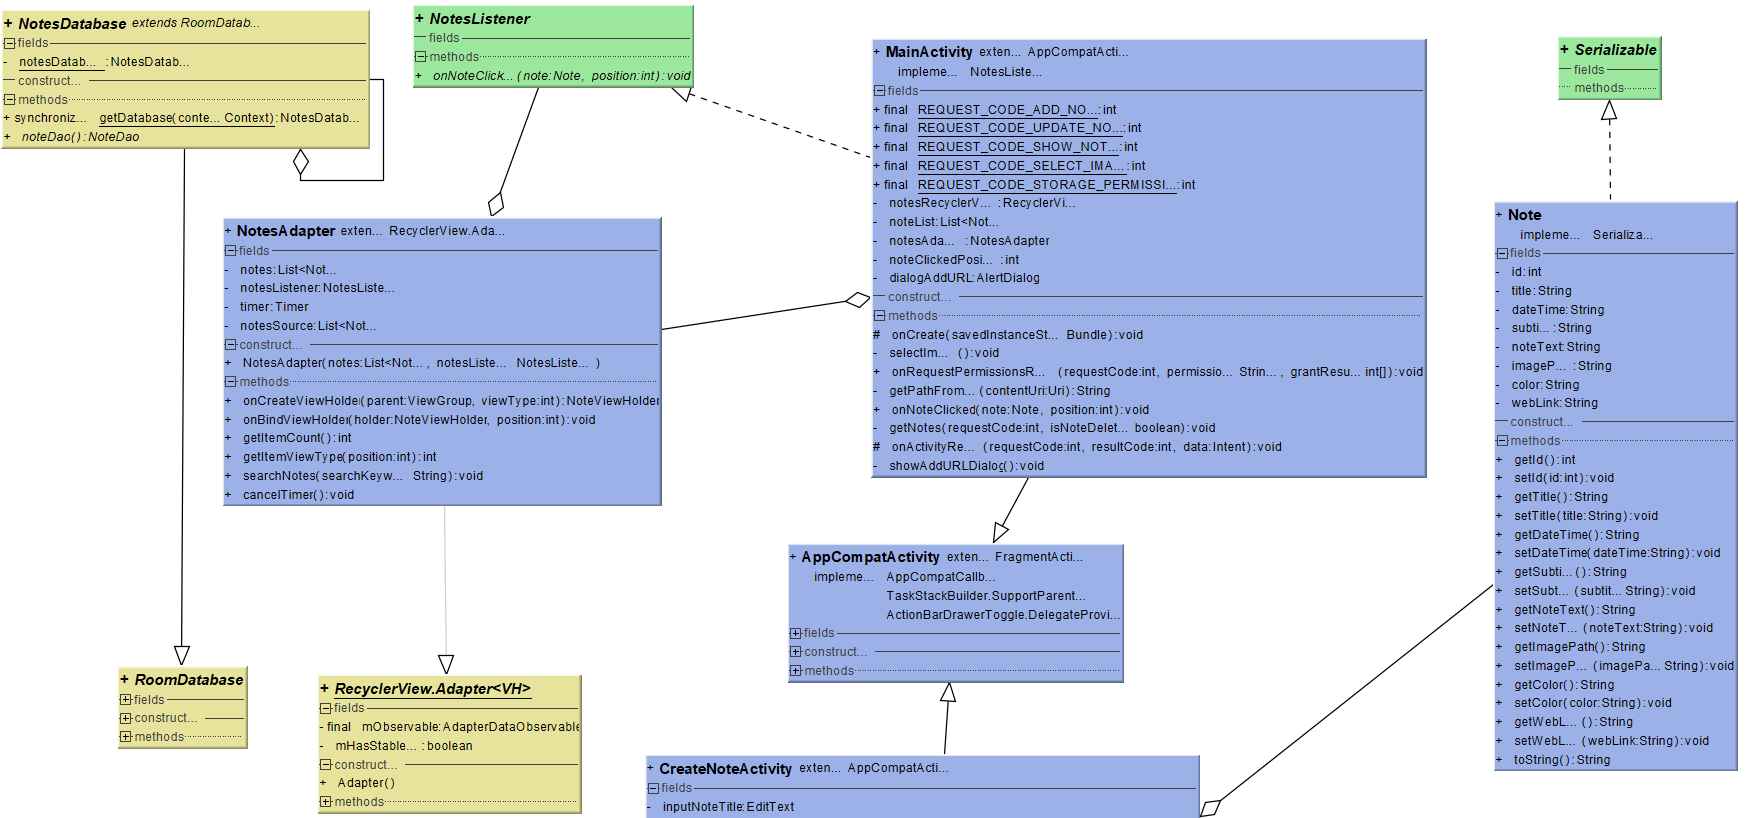 + NotesDatabase extends RoomDatab...
fields
- notesDatab... :NotesDatab...
construct...
methods
+ synchroniz... getDatabase(conte... Context):NotesDatab...
+ noteDao():NoteDao
+ NotesListener
fields
methods
+ onNoteClick... (note:Note, position:int):void
+ MainActivity exten... AppCompatActi...
impleme... NotesListe...
fields
+ final REQUEST_CODE_ADD_NO...:int
+ final REQUEST_CODE_UPDATE_NO...:int
+ final REQUEST_CODE_SHOW_NOT...:int
+ final REQUEST_CODE_SELECT_IMA...:int
+ final REQUEST_CODE_STORAGE_PERMISSI...:int
- notesRecyclerV... :RecyclerVi...
- noteList:List<Not...
- notesAda... :NotesAdapter
- noteClickedPosi... :int
- dialogAddURL:AlertDialog
construct...
methods
# onCreate(savedInstanceSt... Bundle):void
- selectIm... ():void
+ onRequestPermissionsR... (requestCode:int, permissio... Strin... , grantResu... int[]):void
- getPathFrom... (contentUri:Uri):String
+ onNoteClicked(note:Note, position:int):void
- getNotes(requestCode:int, isNoteDelet... boolean):void
# onActivityRe... (requestCode:int, resultCode:int, data:Intent):void
- showAddURLDialog():void
+ Serializable
fields
methods
+ NotesAdapter exten... RecyclerView.Ada...
fields
- notes:List<Not...
- notesListener:NotesListe...
- timer:Timer
- notesSource:List<Not...
construct...
+ NotesAdapter(notes:List<Not... , notesListe... NotesListe... )
methods
+ onCreateViewHolder(parent:ViewGroup, viewType:int):NoteViewHolder
+ onBindViewHolder(holder:NoteViewHolder, position:int):void
+ getItemCount():int
+ getItemViewType(position:int):int
+ searchNotes(searchKeyw... String):void
+ cancelTimer():void
+ Note
impleme... Serializa...
fields
- id:int
- title:String
- dateTime:String
- subti... :String
- noteText:String
- imageP... :String
- color:String
- webLink:String
construct...
methods
+ getId():int
+ setId(id:int):void
+ getTitle():String
+ setTitle(title:String):void
+ getDateTime():String
+ setDateTime(dateTime:String):void
+ getSubti... ():String
+ setSubt... (subtit... String):void
+ getNoteText():String
+ setNoteT... (noteText:String):void
+ getImagePath():String
+ setImageP... (imagePa... String):void
+ getColor():String
+ setColor(color:String):void
+ getWebL... ():String
+ setWebL... (webLink:String):void
+ toString():String
+ AppCompatActivity exten... FragmentActi...
impleme... AppCompatCallb...
TaskStackBuilder.SupportParent...
ActionBarDrawerToggle.DelegateProvi...
fields
construct...
methods
+ RoomDatabase
fields
construct...
methods
+ RecyclerView.Adapter<VH>
fields
- final mObservable:AdapterDataObservable
- mHasStable... :boolean
construct...
+ Adapter()
methods
+ CreateNoteActivity exten... AppCompatActi...
fields
- inputNoteTitle:EditText